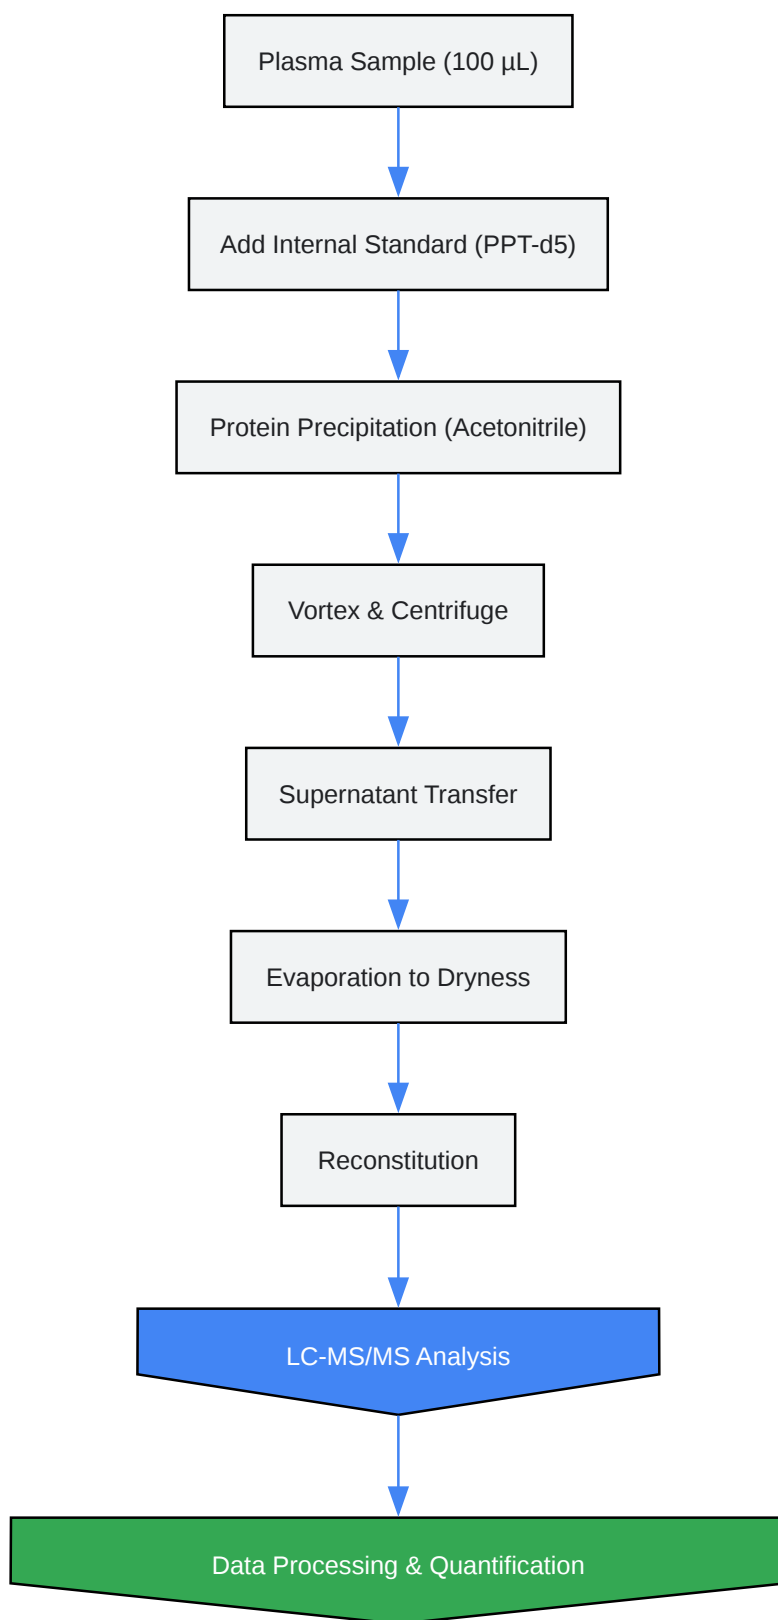 Plasma Sample (100 µL)
Add Internal Standard (PPT-d5)
Protein Precipitation (Acetonitrile)
Vortex & Centrifuge
Supernatant Transfer
Evaporation to Dryness
Reconstitution
LC-MS/MS Analysis
Data Processing & Quantification